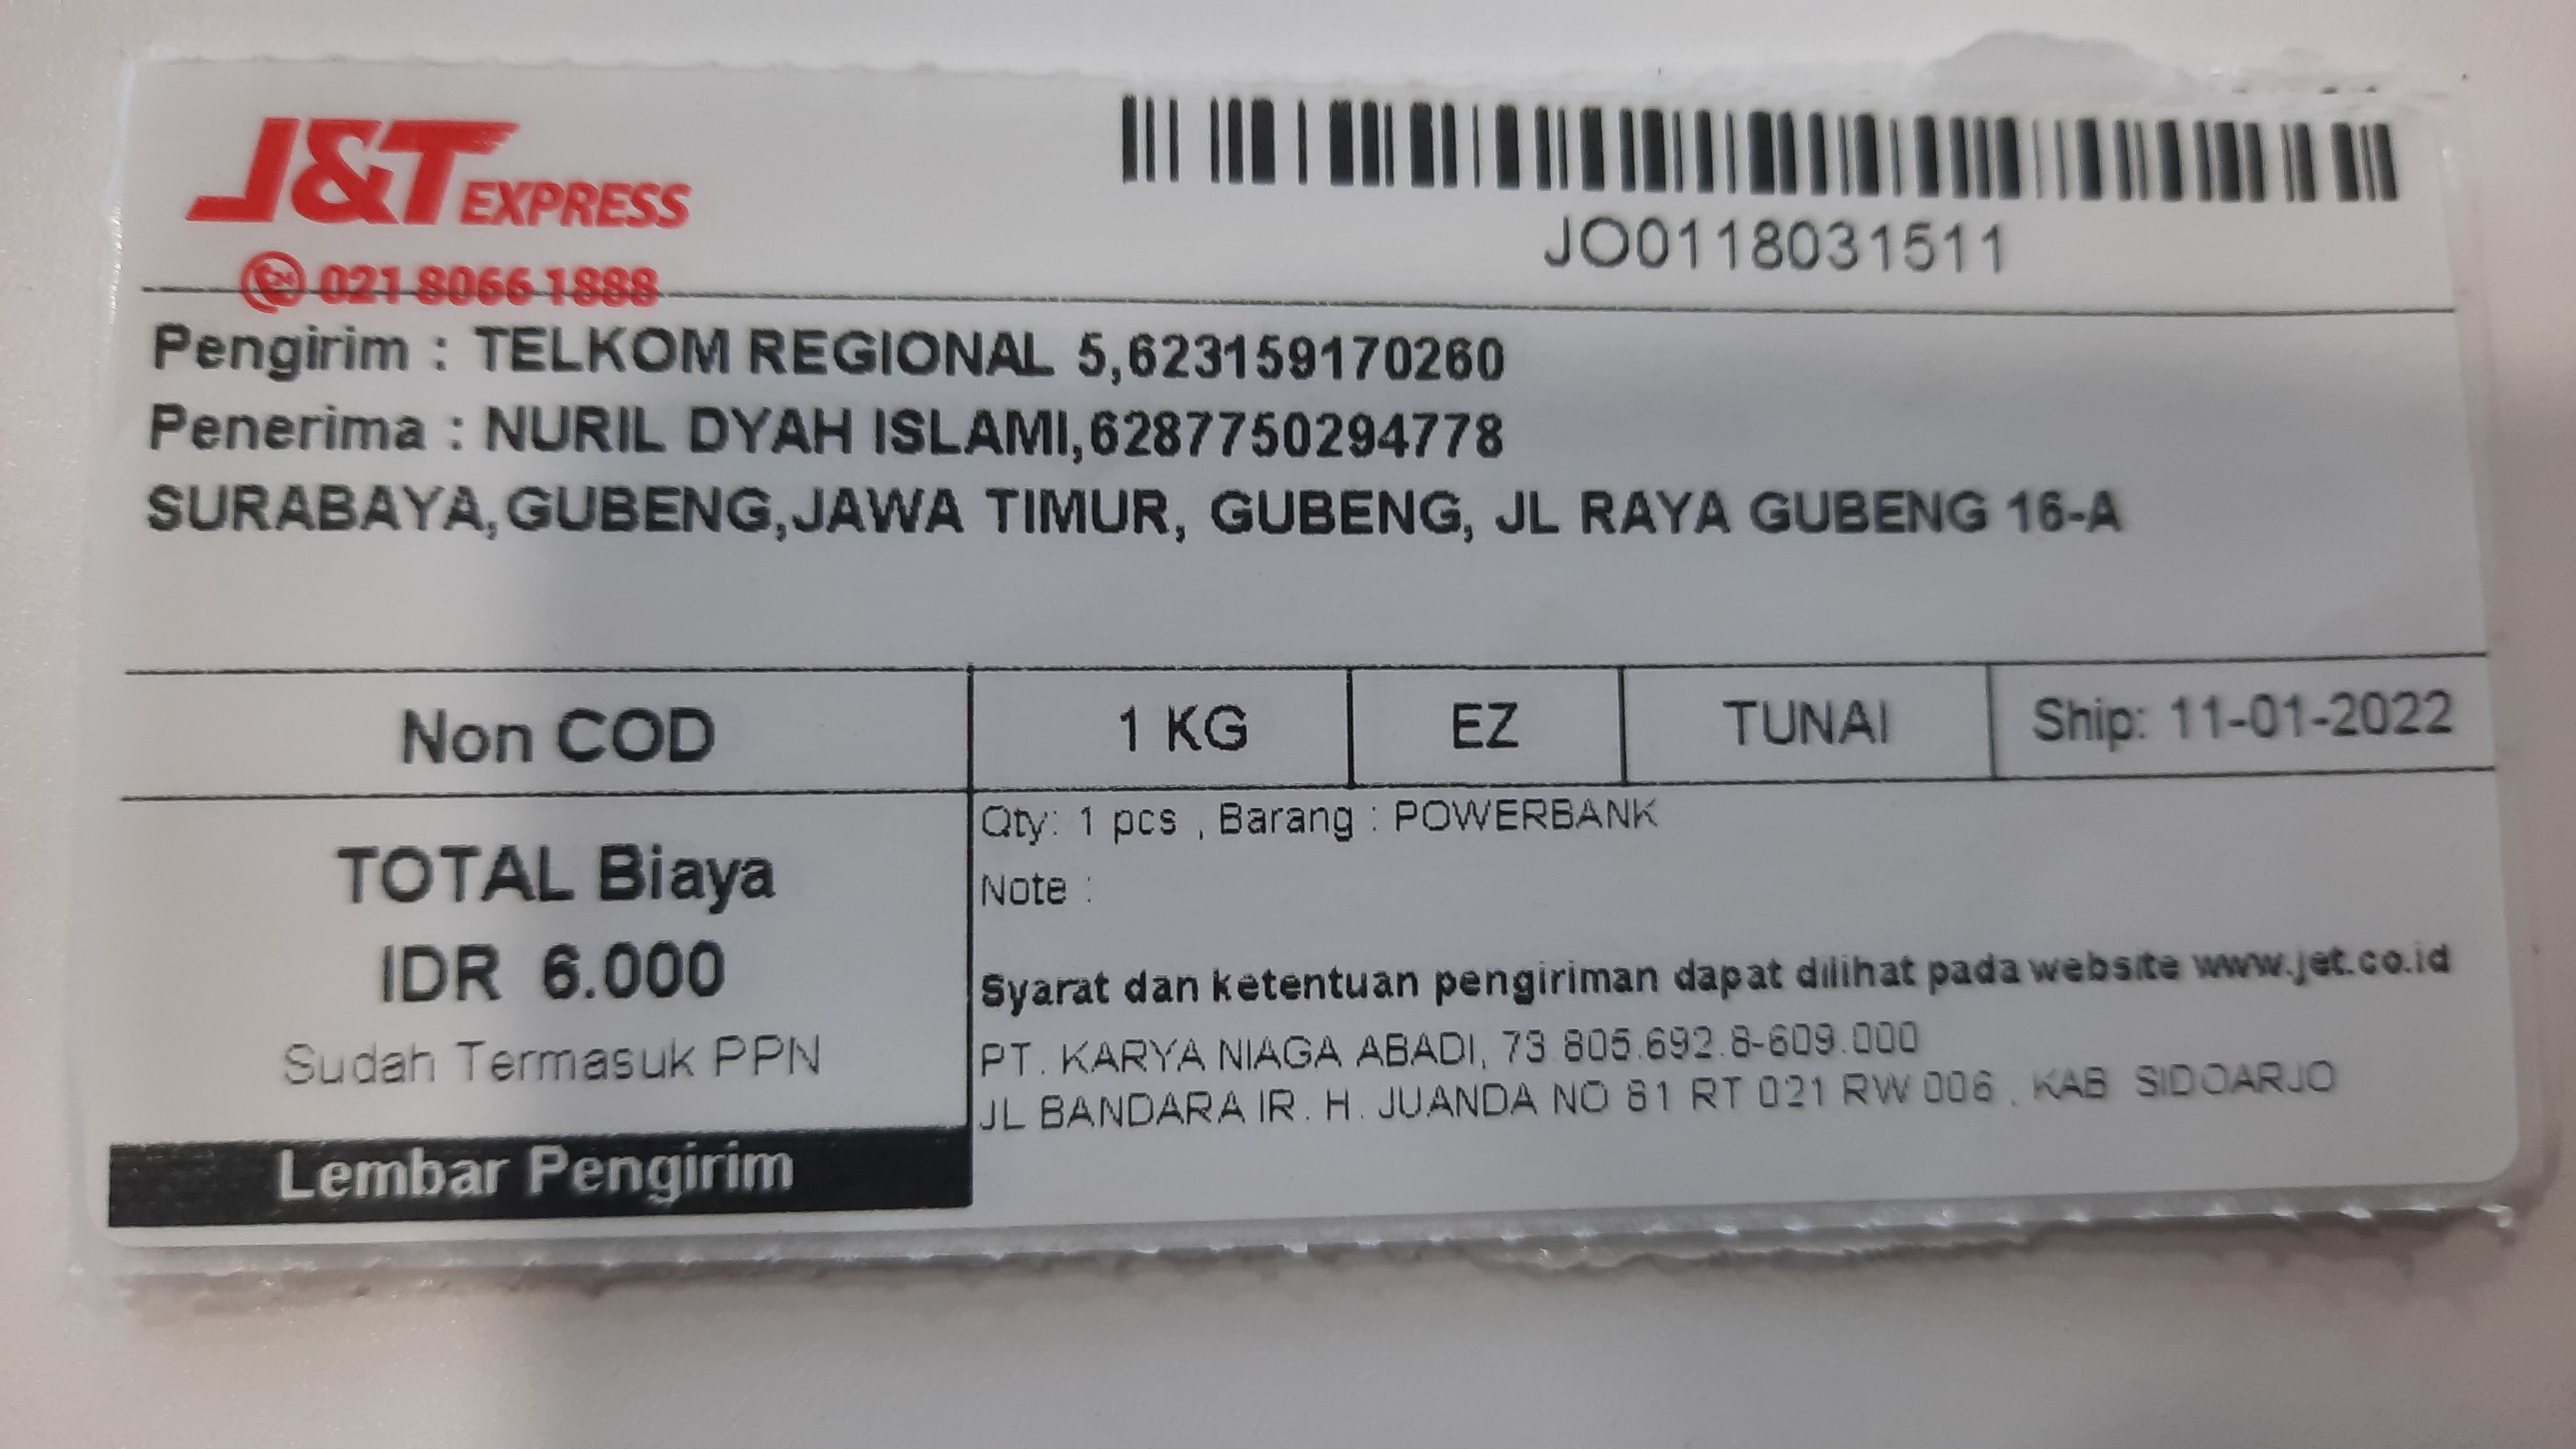 J&T EXPRESS
021 8066 1888
JO0118031511
Pengirim : TELKOM REGIONAL 5,623159170260
Penerima : NURIL DYAH ISLAMI,6287750294778
SURABAYA,GUBENG,JAWA TIMUR, GUBENG, JL RAYA GUBENG 16-A
Non COD
1 KG
EZ
TUNAI
Ship: 11-01-2022
TOTAL Biaya
IDR 6.000
Sudah Termasuk PPN
Lembar Pengirim
Qty: 1 pcs , Barang : POWERBANK
Note :
Syarat dan ketentuan pengiriman dapat dilihat pada website www.jet.co.id
PT. KARYA NIAGA ABADI, 73.805.692.8-609.000
JL BANDARA IR. H. JUANDA NO 81 RT 021 RW 006 , KAB SIDOARJO